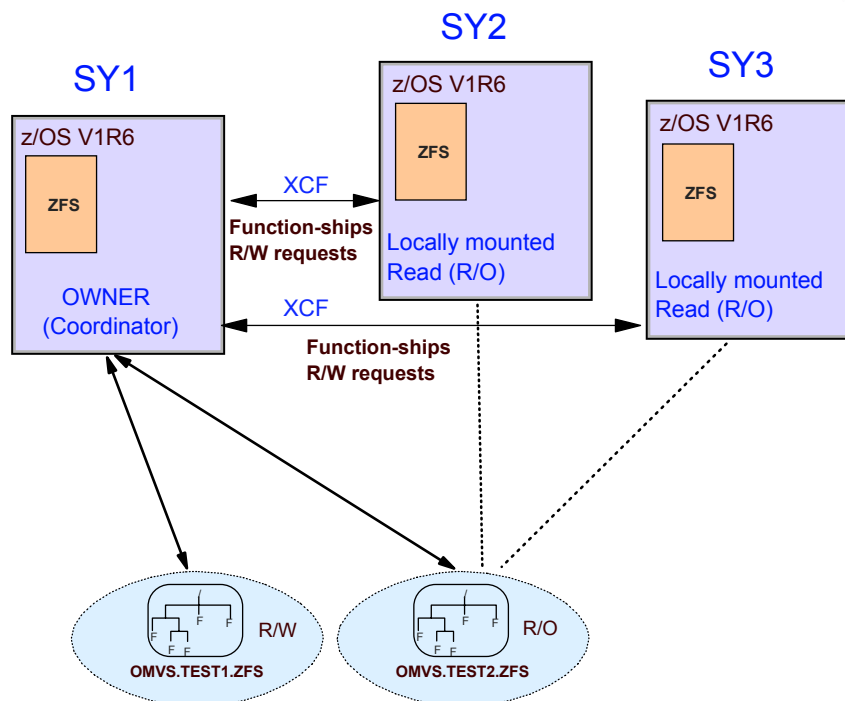 SY1
SY2
SY3
z/OS V1R6
ZFS
OWNER
(Coordinator)
z/OS V1R6
ZFS
Locally mounted
Read (R/O)
z/OS V1R6
ZFS
Locally mounted
Read (R/O)
XCF
Function-ships
R/W requests
XCF
Function-ships
R/W requests
/
F
F
F
F
F
R/W
OMVS.TEST1.ZFS
/
F
F
F
F
F
R/O
OMVS.TEST2.ZFS